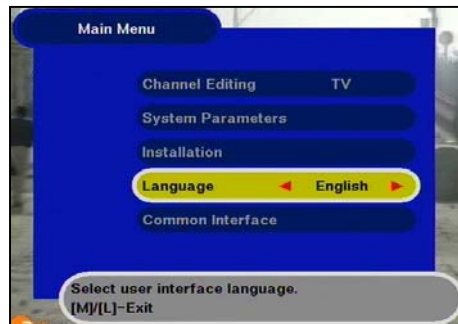 Main Menu
Channel Editing TV
System Parameters
Installation
Language English
Common Interface
Select user interface language.
[M]/[L]-Exit